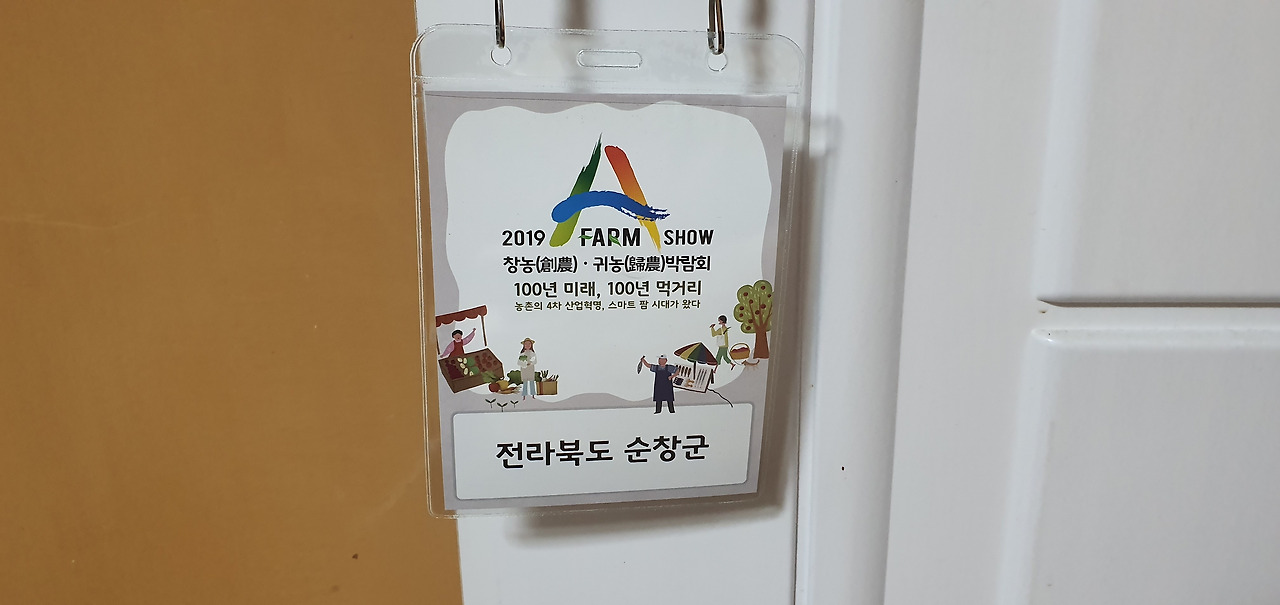 2019 FARM SHOW
창농(創農)·귀농(歸農)박람회
100년 미래, 100년 먹거리
농촌의 4차 산업혁명, 스마트 팜 시대가 왔다
전라북도 순창군